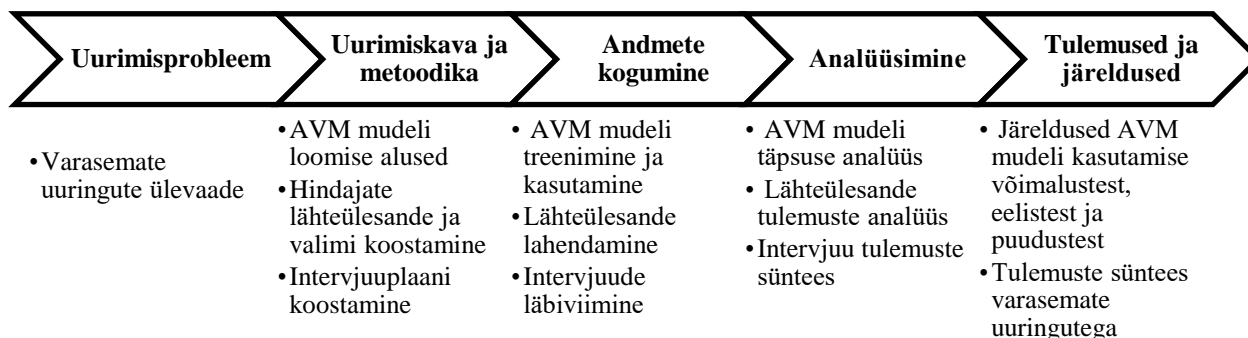 Uurimisprobleem
Uurimiskava ja
metoodika
Andmete
kogumine
Analüüsimine
Tulemused ja
järeldused
•Varasemate
uuringute ülevaade
•AVM mudeli
loomise alused
•Hindajate
lähteülesande ja
valimi koostamine
•Intervjuuplaani
koostamine
• AVM mudeli
treenimine ja
kasutamine
•Lähteülesande
lahendamine
•Intervjuude
läbiviimine
• AVM mudeli
täpsuse analüüs
• Lähteülesande
tulemuste analüüs
•Intervjuu tulemuste
süntees
• Järeldused AVM
mudeli kasutamise
võimalustest,
eelistest ja
puudustest
•Tulemuste süntees
varasemate
uuringutega